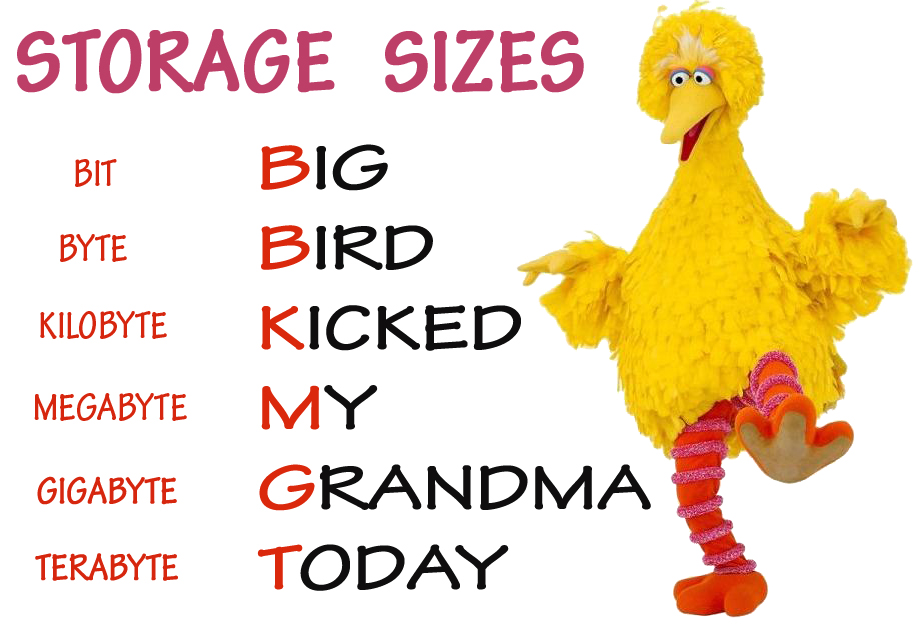 STORAGE SIZES
BIT BIG
BYTE BIRD
KILOBYTE KICKED
MEGABYTE MY
GIGABYTE GRANDMA
TERABYTE TODAY